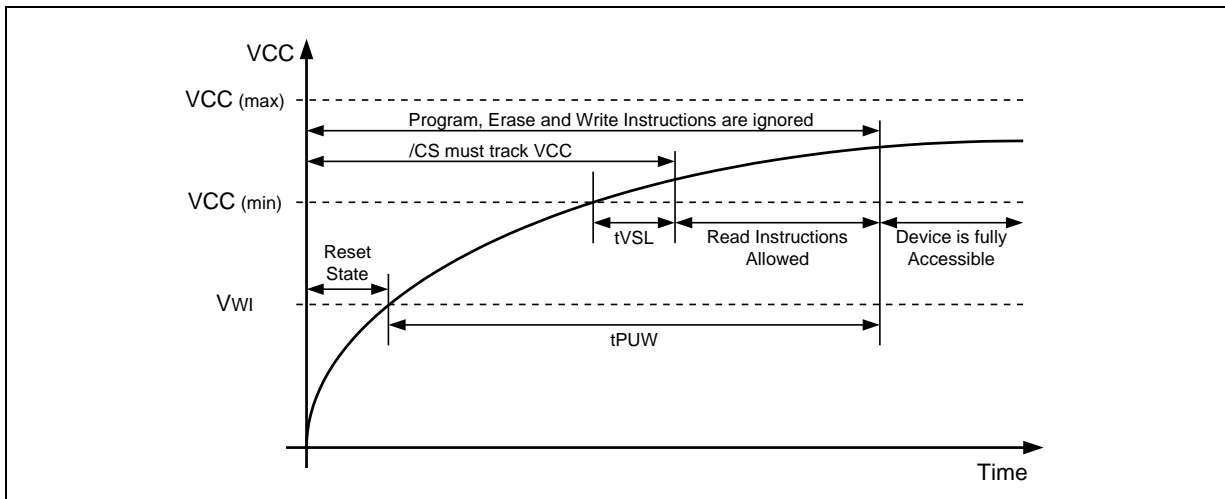 VCC
VCC (max)
Program, Erase and Write Instructions are ignored
/CS must track VCC
VCC (min)
tVSL
Read Instructions
Allowed
Device is fully
Accessible
Reset
State
VWI
tPUW
Time